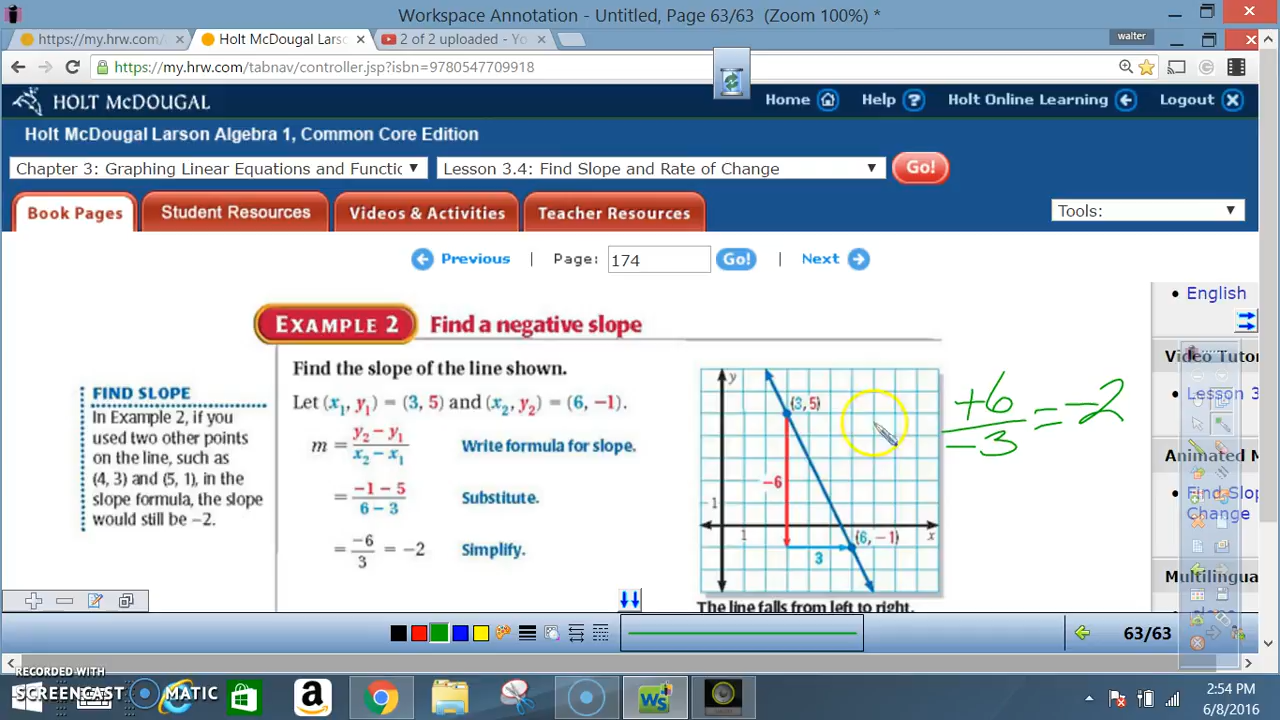 Workspace Annotation - Untitled, Page 63/63 (Zoom 100%) *
https://my.hrw.com/
Holt McDougal Lars
2 of 2 uploaded - Yo
walter
https://my.hrw.com/tabnav/controller.jsp?isbn=9780547709918
HOLT MCDOUGAL
Home
Help
Holt Online Learning
Logout
Holt McDougal Larson Algebra 1, Common Core Edition
Chapter 3: Graphing Linear Equations and Functic
Lesson 3.4: Find Slope and Rate of Change
Go!
Book Pages
Student Resources
Videos & Activities
Teacher Resources
Tools:
Previous | Page: 174 Go! | Next
English
EXAMPLE 2 Find a negative slope
Find the slope of the line shown.
Let (x₁, y₁) = (3, 5) and (x₂, y₂) = (6, −1).
m = (y₂ − y₁)/(x₂ − x₁) Write formula for slope.
= (−1 − 5)/(6 − 3) Substitute.
= −6/3 = −2 Simplify.
FIND SLOPE
In Example 2, if you
used two other points
on the line, such as
(4, 3) and (5, 1), in the
slope formula, the slope
would still be −2.
y
(3, 5)
−6
1
1
(6, −1)
x
3
The line falls from left to right.
+6/−3 = −2
Video Tutor
Lesson 3
Animated M
Find Slop
Change
Multilingua
63/63
RECORDED WITH
SCREENCAST MATIC
2:54 PM
6/8/2016